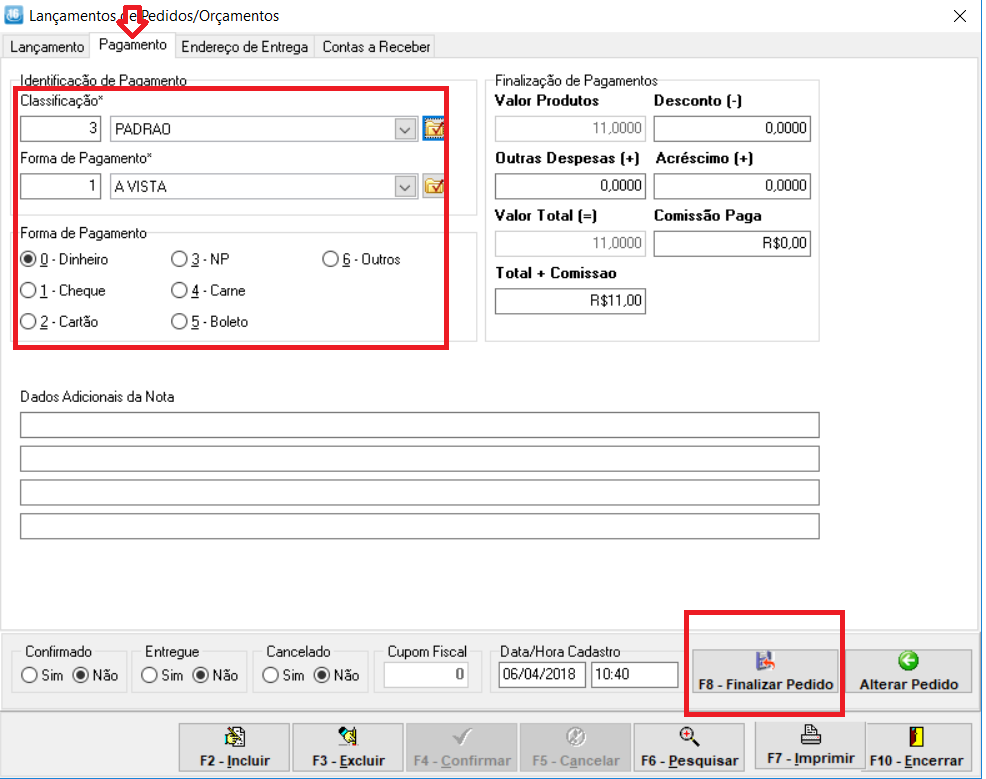 Lançamentos de Pedidos/Orçamentos
Lançamento Pagamento Endereço de Entrega Contas a Receber
Identificação de Pagamento
Classificação*
3 PADRAO
Forma de Pagamento*
1 A VISTA
Forma de Pagamento
0 - Dinheiro 3 - NP 6 - Outros
1 - Cheque 4 - Carne
2 - Cartão 5 - Boleto
Finalização de Pagamentos
Valor Produtos Desconto (-)
11,0000 0,0000
Outras Despesas (+) Acréscimo (+)
0,0000 0,0000
Valor Total (=) Comissão Paga
11,0000 R$0,00
Total + Comissao
R$11,00
Dados Adicionais da Nota
Confirmado Entregue Cancelado Cupom Fiscal Data/Hora Cadastro
Sim Não Sim Não Sim Não 0 06/04/2018 10:40
F8 - Finalizar Pedido Alterar Pedido
F2 - Incluir F3 - Excluir F4 - Confirmar F5 - Cancelar F6 - Pesquisar F7 - Imprimir F10 - Encerrar